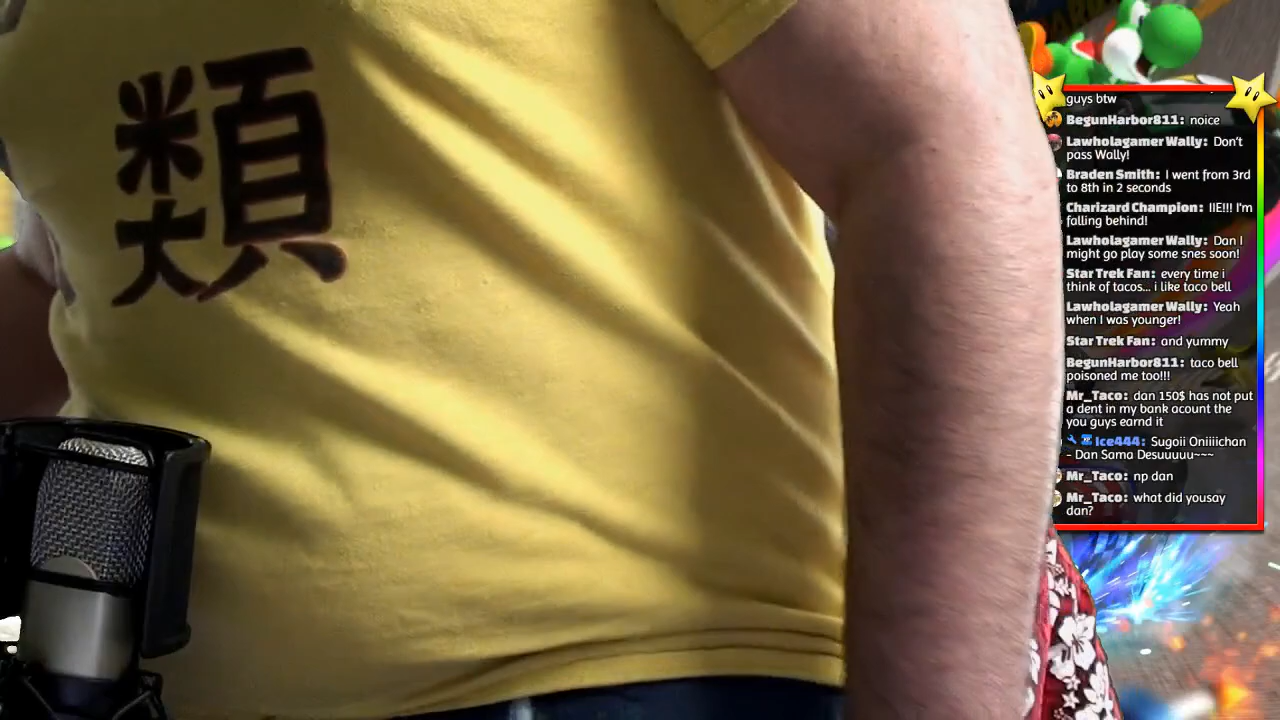 類
guys btw
BegunHarbor811: noice
Lawholagamer Wally: Don't
pass Wally!
Braden Smith: I went from 3rd
to 8th in 2 seconds
Charizard Champion: IIE!!! I'm
falling behind!
Lawholagamer Wally: Dan I
might go play some snes soon!
Star Trek Fan: every time i
think of tacos... i like taco bell
Lawholagamer Wally: Yeah
when I was younger!
Star Trek Fan: and yummy
BegunHarbor811: taco bell
poisoned me too!!!
Mr_Taco: dan 150$ has not put
a dent in my bank acount the
you guys earnd it
Ice444: Sugoii Oniiiichan
- Dan Sama Desuuuuu~~~
Mr_Taco: np dan
Mr_Taco: what did yousay
dan?